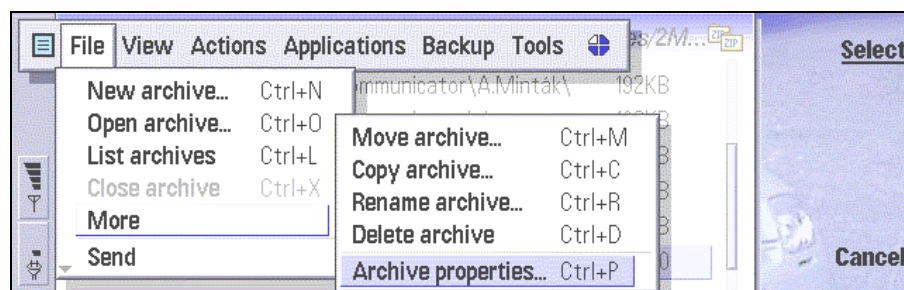 File View Actions Applications Backup Tools
es/2M...
ZIP
ZIP
Select
New archive... Ctrl+N
mmunicator\A.Minták\ 192KB
Open archive... Ctrl+O
List archives Ctrl+L
Close archive Ctrl+X
More
Send
Move archive... Ctrl+M
Copy archive... Ctrl+C
Rename archive... Ctrl+R
Delete archive Ctrl+D
Archive properties... Ctrl+P
Cancel